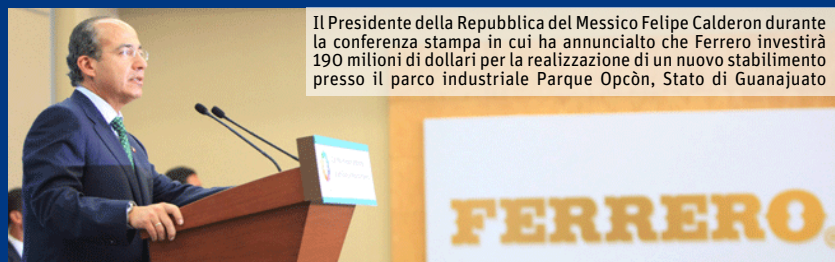 Il Presidente della Repubblica del Messico Felipe Calderon durante
la conferenza stampa in cui ha annuncialto che Ferrero investirà
190 milioni di dollari per la realizzazione di un nuovo stabilimento
presso il parco industriale Parque Opcòn, Stato di Guanajuato
FERRERO